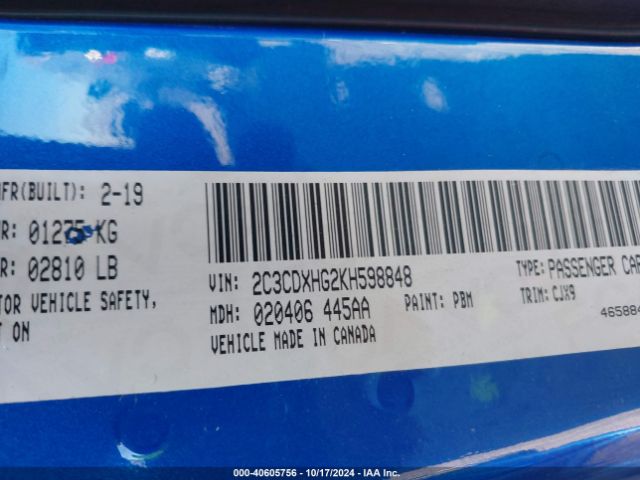 MFR(BUILT): 2-19
01275 KG
02810 LB
VEHICLE SAFETY,
ON
VIN: 2C3CDXHG2KH598848
TYPE: PASSENGER CAR
MDH: 020406 445AA
PAINT: PBM
TRIM: CJX9
VEHICLE MADE IN CANADA
000-40605756 | 10/17/2024 | IAA Inc.